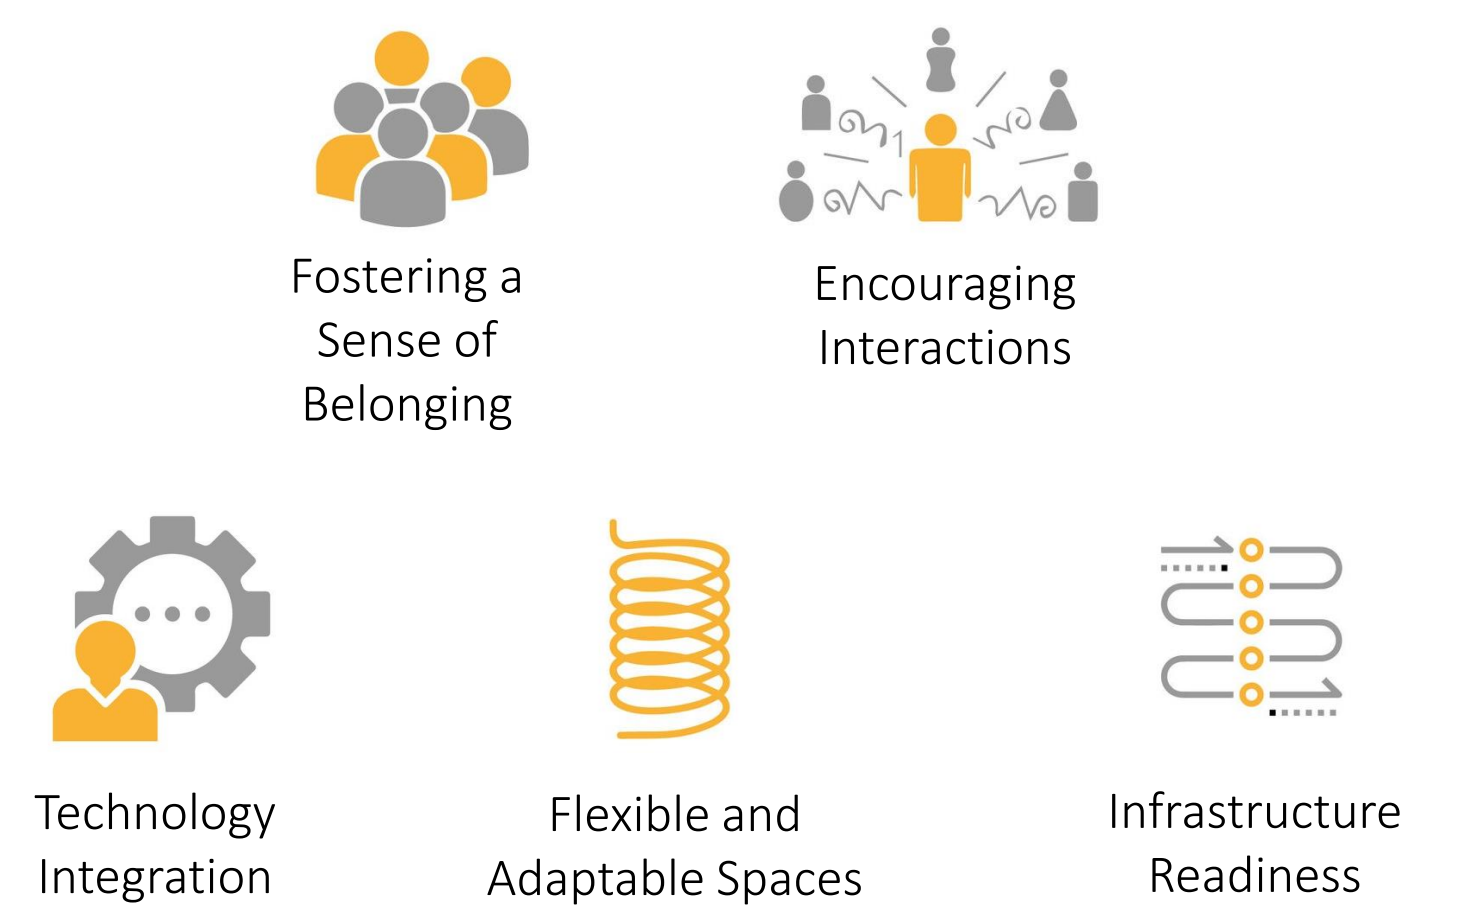 Fostering a
Sense of
Belonging
Encouraging
Interactions
Technology
Integration
Flexible and
Adaptable Spaces
Infrastructure
Readiness